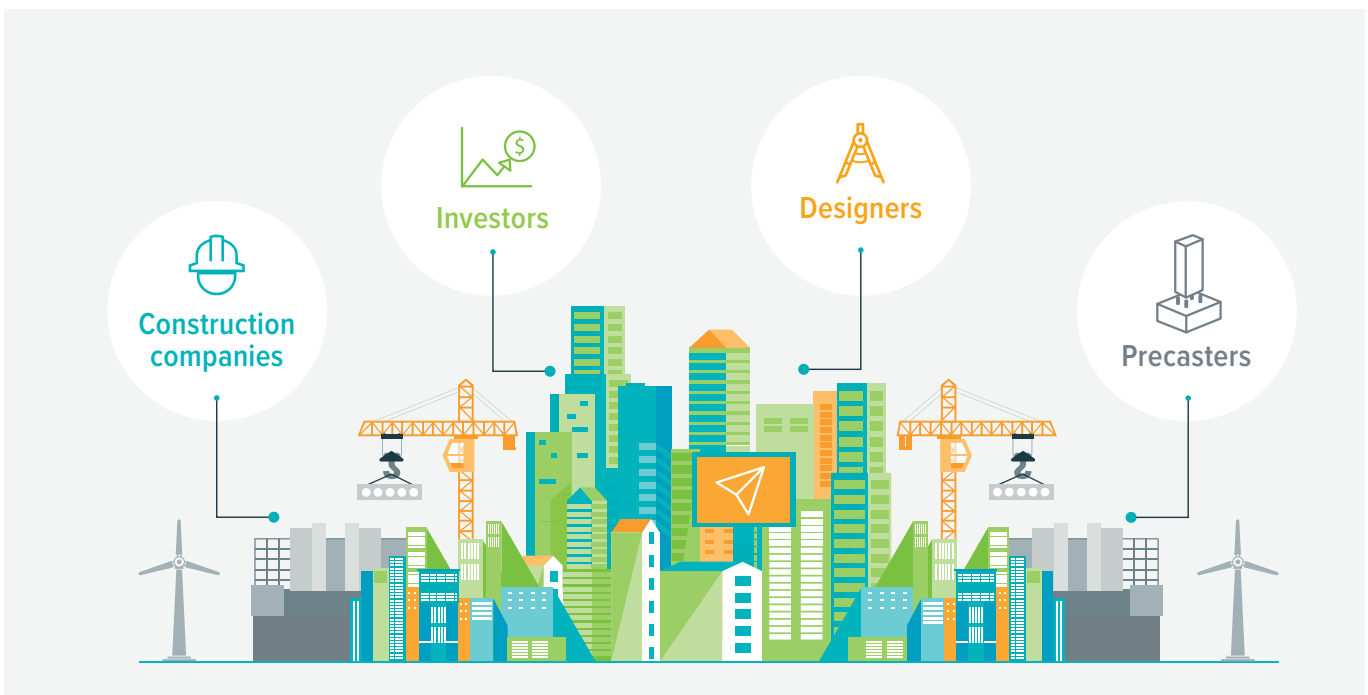 Investors
Designers
Construction
companies
Precasters
$